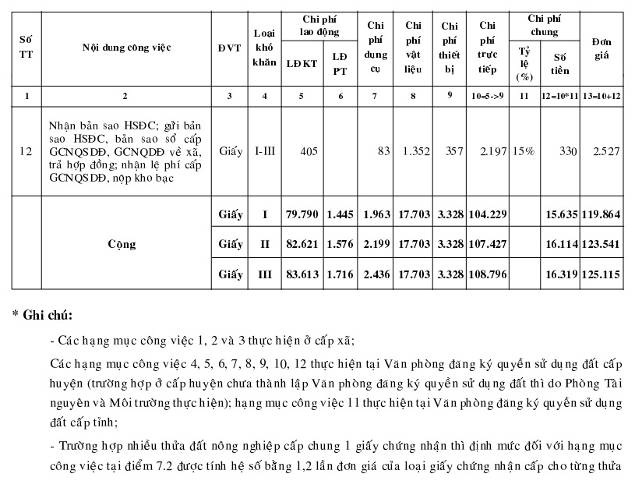 Số TT | Nội dung công việc | ĐVT | Loại khó khăn | Chi phí lao động | Chi phí dụng cụ | Chi phí vật liệu | Chi phí thiết bị | Chi phí trực tiếp | Chi phí chung | Đơn giá
LĐKT | LĐ PT | Tỷ lệ (%) | Số tiền
1 | 2 | 3 | 4 | 5 | 6 | 7 | 8 | 9 | 10=5->9 | 11 | 12=10*11 | 13=10+12
12 | Nhận bản sao HSĐC; gửi bản sao HSĐC, bản sao sổ cấp GCNQSDĐ, GCNQDĐ về xã, trả hợp đồng; nhận lệ phí cấp GCNQSDĐ, nộp kho bạc | Giấy | I-III | 405 | 83 | 1.352 | 357 | 2.197 | 15% | 330 | 2.527
Cộng | Giấy | I | 79.790 | 1.445 | 1.963 | 17.703 | 3.328 | 104.229 | 15.635 | 119.864
Giấy | II | 82.621 | 1.576 | 2.199 | 17.703 | 3.328 | 107.427 | 16.114 | 123.541
Giấy | III | 83.613 | 1.716 | 2.436 | 17.703 | 3.328 | 108.796 | 16.319 | 125.115
* Ghi chú:
- Các hạng mục công việc 1, 2 và 3 thực hiện ở cấp xã;
Các hạng mục công việc 4, 5, 6, 7, 8, 9, 10, 12 thực hiện tại Văn phòng đăng ký quyền sử dụng đất cấp
huyện (trường hợp ở cấp huyện chưa thành lập Văn phòng đăng ký quyền sử dụng đất thì do Phòng Tài
nguyên và Môi trường thực hiện); hạng mục công việc 11 thực hiện tại Văn phòng đăng ký quyền sử dụng
đất cấp tỉnh;
- Trường hợp nhiều thửa đất nông nghiệp cấp chung 1 giấy chứng nhận thì định mức đối với hạng mục
công việc tại điểm 7.2 được tính hệ số bằng 1,2 lần đơn giá của loại giấy chứng nhận cấp cho từng thửa